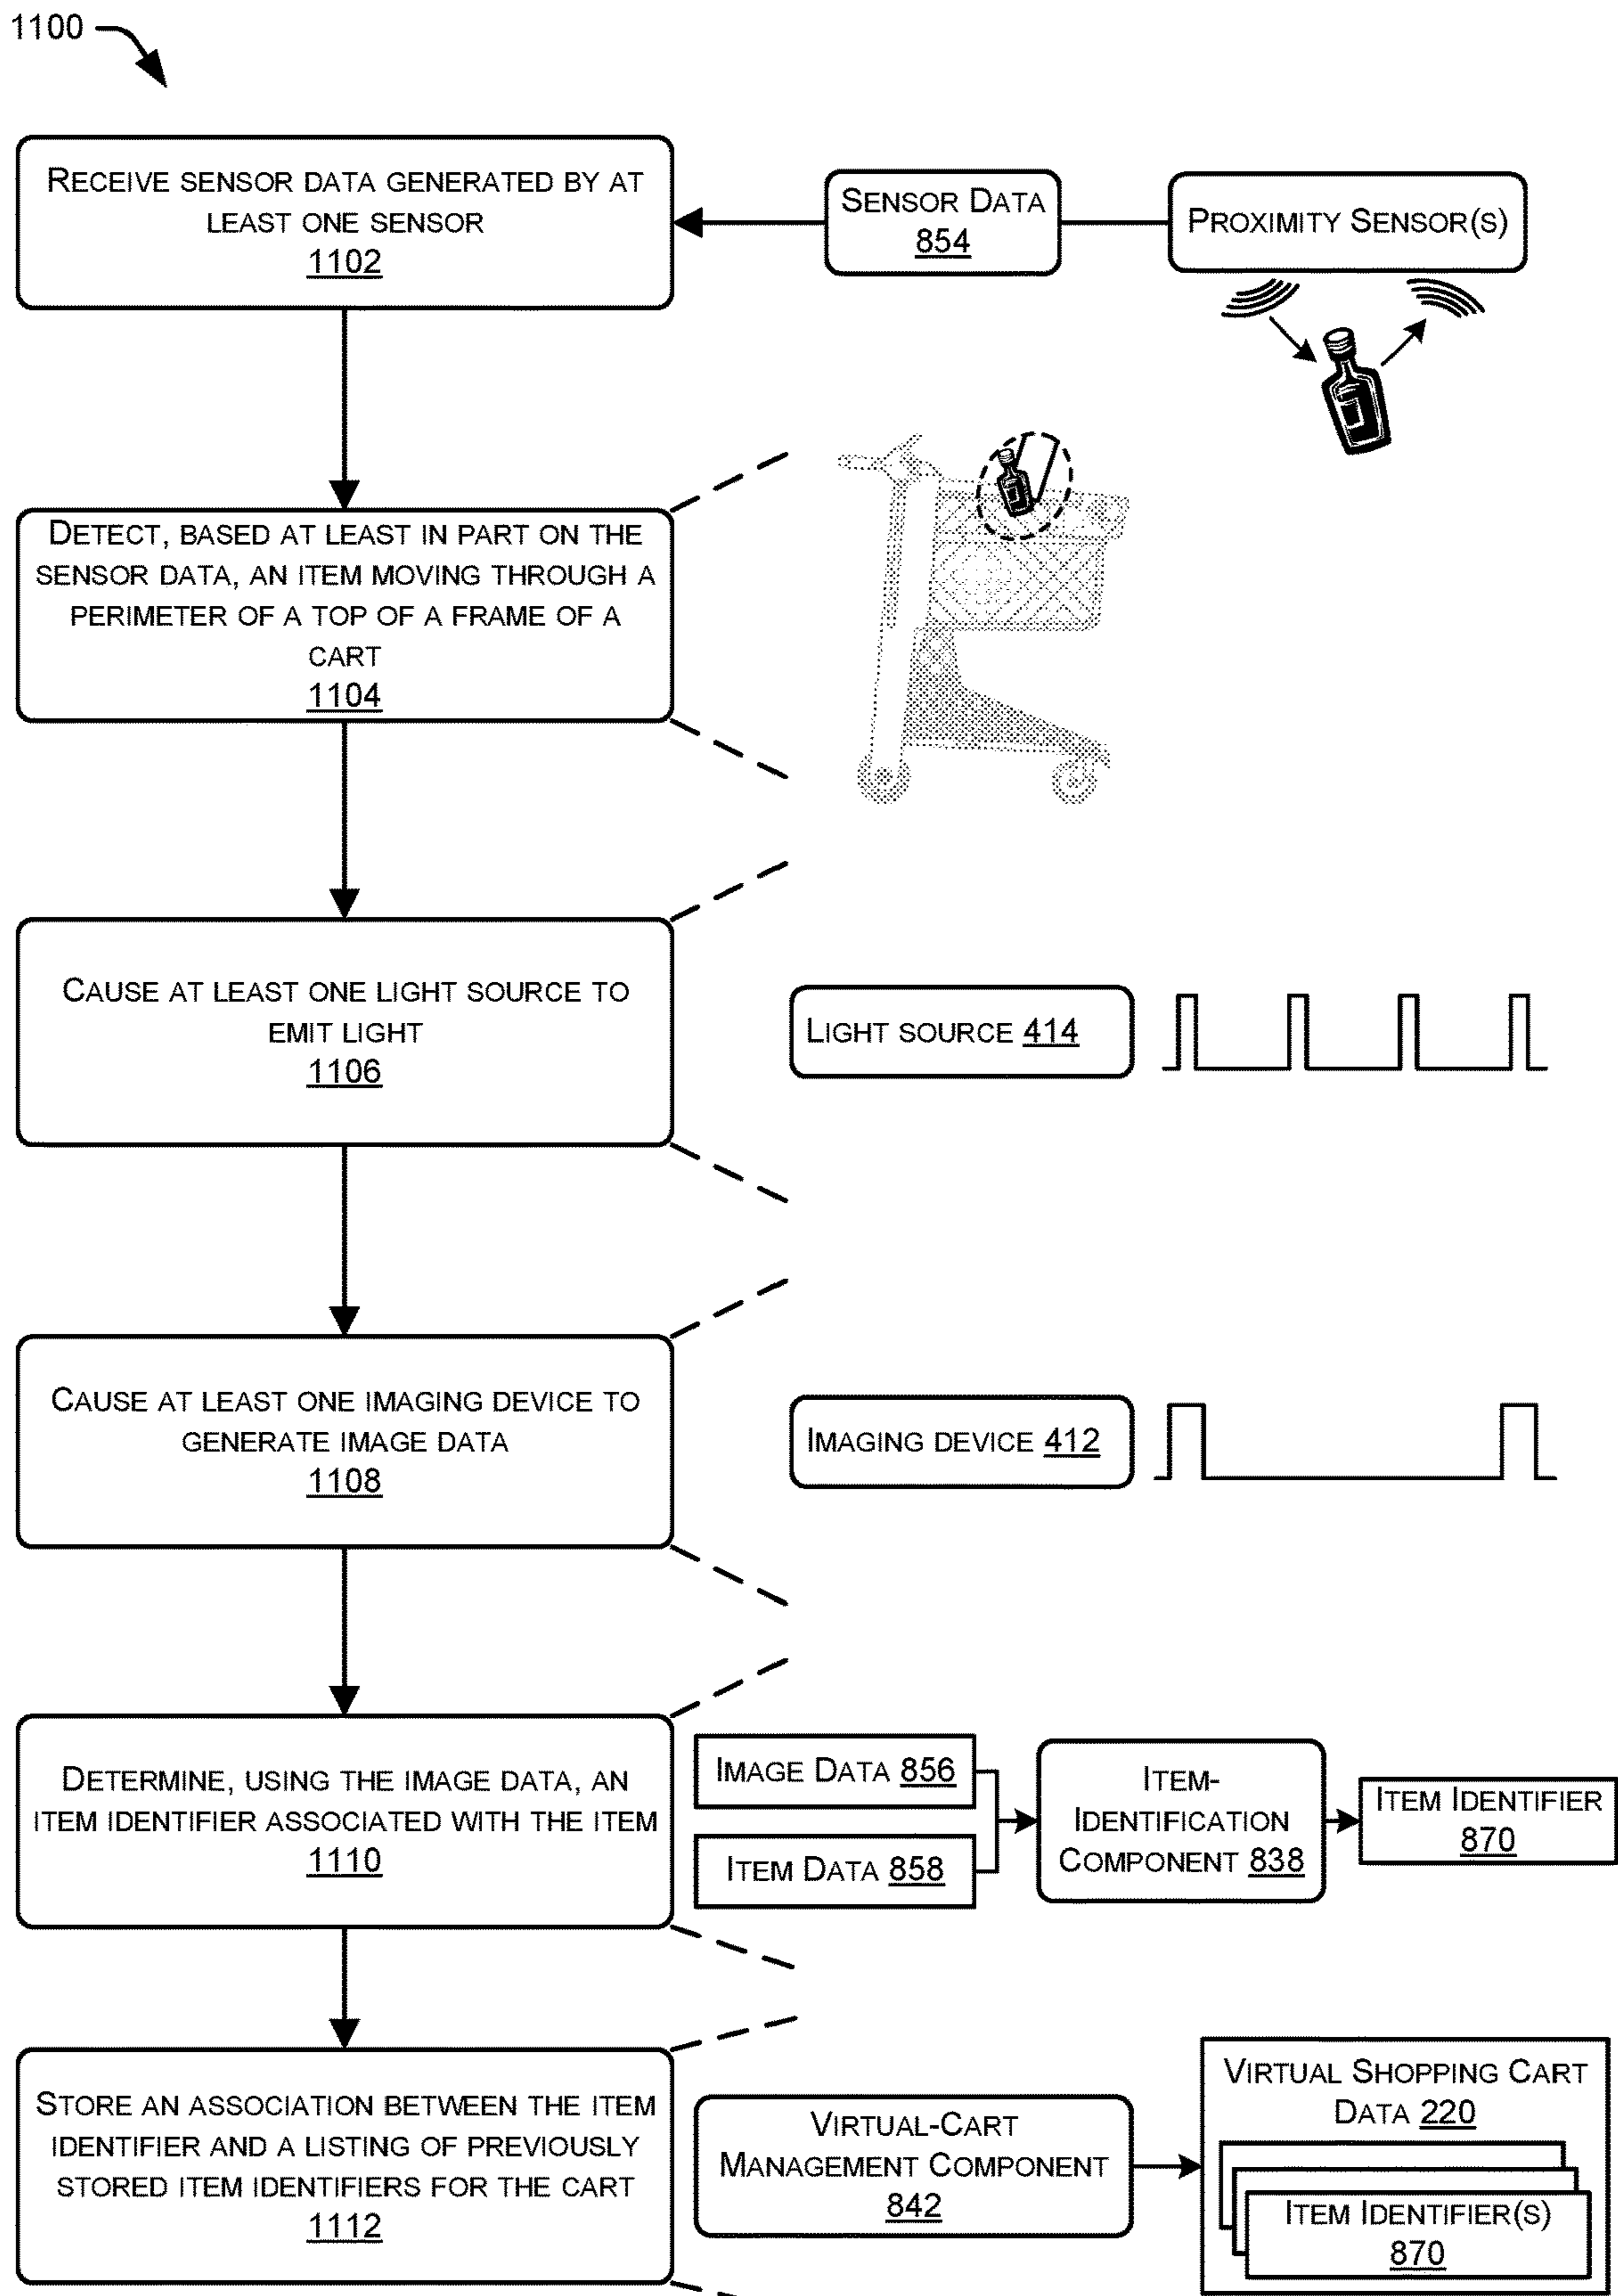 1100
RECEIVE SENSOR DATA GENERATED BY AT
LEAST ONE SENSOR
1102
SENSOR DATA
854
PROXIMITY SENSOR(S)
DETECT, BASED AT LEAST IN PART ON THE
SENSOR DATA, AN ITEM MOVING THROUGH A
PERIMETER OF A TOP OF A FRAME OF A
CART
1104
CAUSE AT LEAST ONE LIGHT SOURCE TO
EMIT LIGHT
1106
LIGHT SOURCE 414
CAUSE AT LEAST ONE IMAGING DEVICE TO
GENERATE IMAGE DATA
1108
IMAGING DEVICE 412
DETERMINE, USING THE IMAGE DATA, AN
ITEM IDENTIFIER ASSOCIATED WITH THE ITEM
1110
IMAGE DATA 856
ITEM DATA 858
ITEM-
IDENTIFICATION
COMPONENT 838
ITEM IDENTIFIER
870
STORE AN ASSOCIATION BETWEEN THE ITEM
IDENTIFIER AND A LISTING OF PREVIOUSLY
STORED ITEM IDENTIFIERS FOR THE CART
1112
VIRTUAL-CART
MANAGEMENT COMPONENT
842
VIRTUAL SHOPPING CART
DATA 220
ITEM IDENTIFIER(S)
870